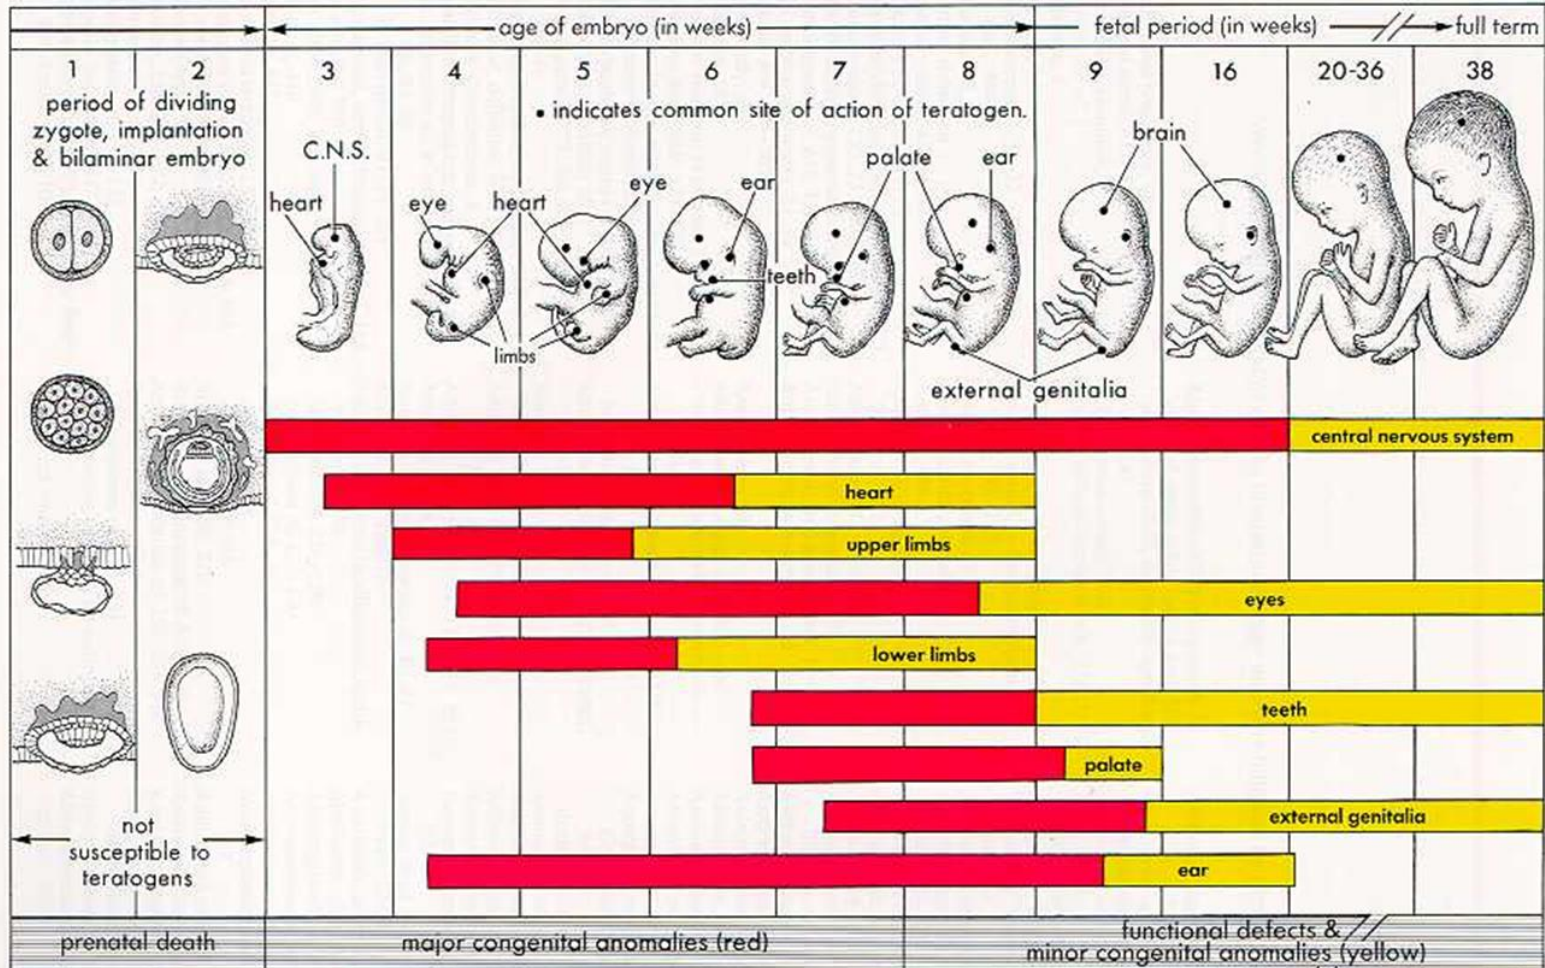 age of embryo (in weeks)
fetal period (in weeks)
full term
1
2
3
4
5
6
7
8
9
16
20-36
38
period of dividing
zygote, implantation
& bilaminar embryo
• indicates common site of action of teratogen.
C.N.S.
heart
eye
heart
eye
ear
palate
ear
brain
teeth
limbs
external genitalia
central nervous system
heart
upper limbs
eyes
lower limbs
teeth
palate
external genitalia
ear
not
susceptible to
teratogens
prenatal death
major congenital anomalies (red)
functional defects &
minor congenital anomalies (yellow)